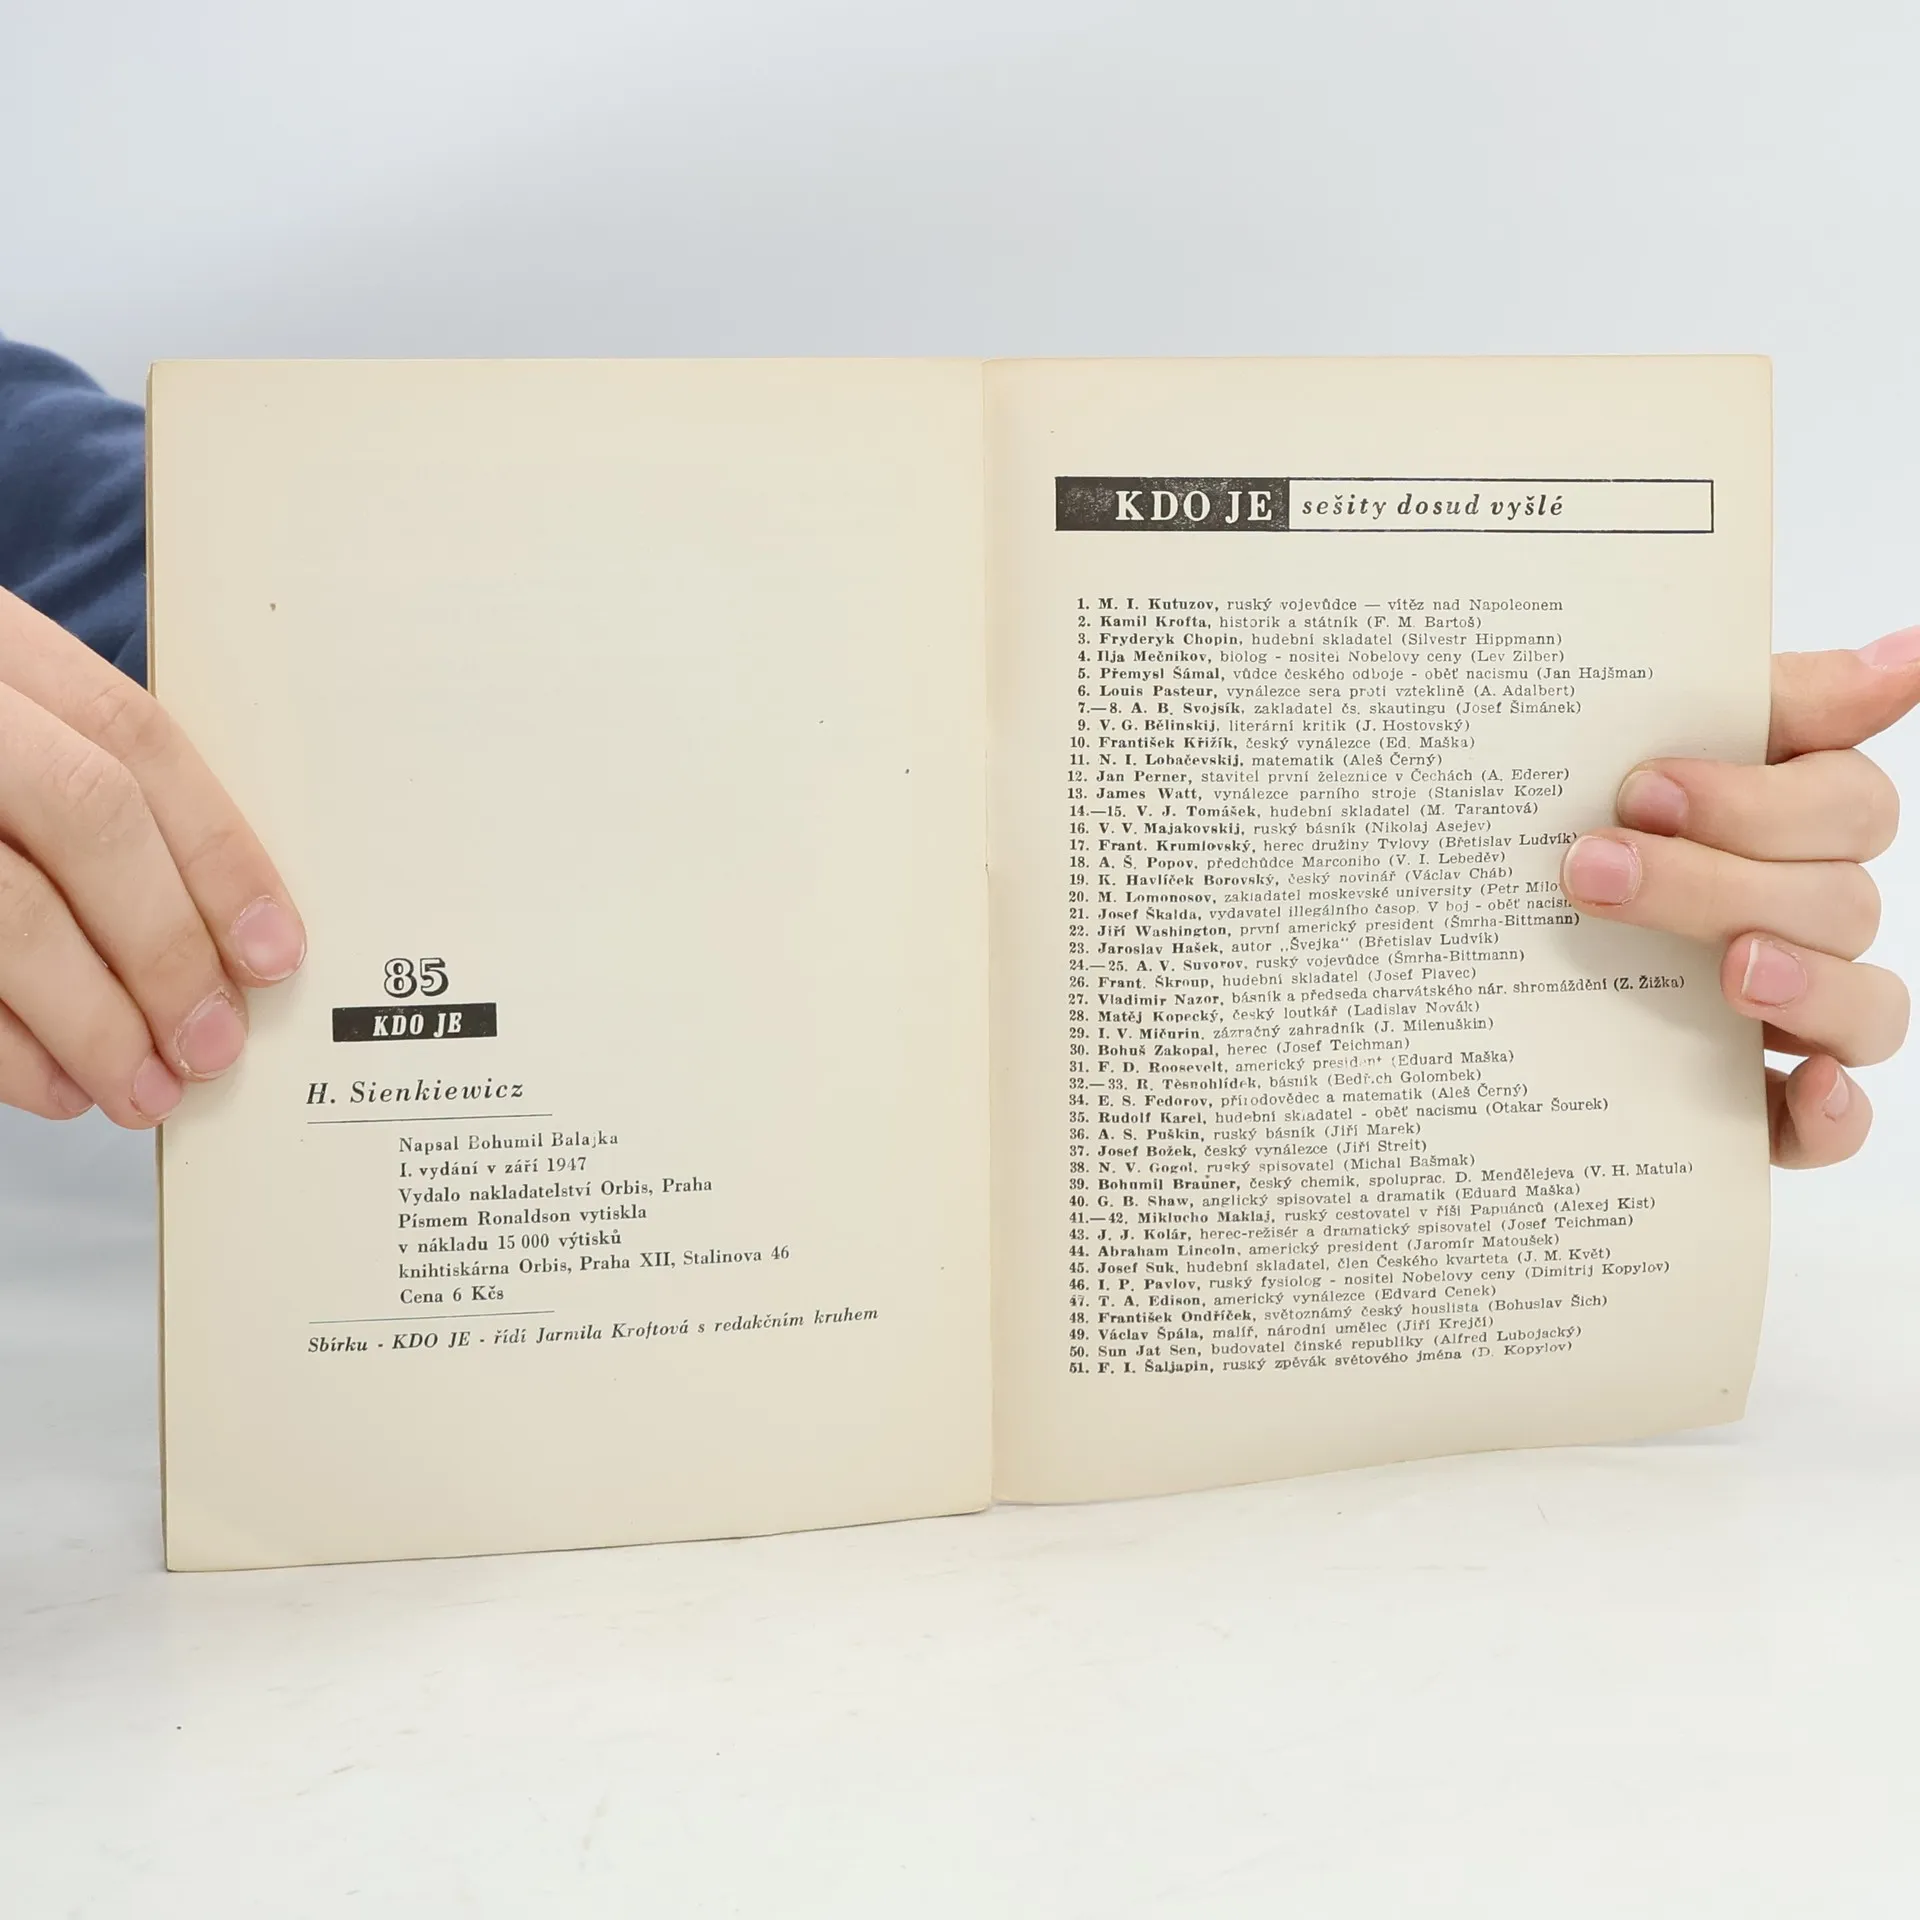 85
KDO JE
H. Sienkiewicz
Napsal Bohumil Balajka
I. vydání v září 1947
Vydalo nakladatelství Orbis, Praha
Písmem Ronaldson vytiskla
v nákladu 15 000 výtisků
knihtiskárna Orbis, Praha XII, Stalinova 46
Cena 6 Kčs
Sbírku - KDO JE - řídí Jarmila Kroftová s redakčním kruhem
KDO JE sešity dosud vyšlé
1. M. I. Kutuzov, ruský vojevůdce — vítěz nad Napoleonem
2. Kamil Krofta, historik a státník (F. M. Bartoš)
3. Fryderyk Chopin, hudební skladatel (Silvestr Hippmann)
4. Ilja Mečnikov, biolog - nositel Nobelovy ceny (Lev Zilber)
5. Přemysl Šámal, vůdce českého odboje - oběť nacismu (Jan Hajšman)
6. Louis Pasteur, vynálezce sera proti vzteklině (A. Adalbert)
7.—8. A. B. Svojsík, zakladatel čs. skautingu (Josef Šimánek)
9. V. G. Bělinskij, literární kritik (J. Hostovský)
10. František Křižík, český vynálezce (Ed. Maška)
11. N. I. Lobačevskij, matematik (Aleš Černý)
12. Jan Perner, stavitel první železnice v Čechách (A. Ederer)
13. James Watt, vynálezce parního stroje (Stanislav Kozel)
14.—15. V. J. Tomášek, hudební skladatel (M. Tarantová)
16. V. V. Majakovskij, ruský básník (Nikolaj Asejev)
17. Frant. Krumlovský, herec družiny Tylovy (Břetislav Ludvík)
18. A. Š. Popov, předchůdce Marconiho (V. I. Lebeděv)
19. K. Havlíček Borovský, český novinář (Václav Cháb)
20. M. Lomonosov, zakladatel moskevské university (Petr
21. Josef Škalda, vydavatel illegálního časop. V boj - oběť
22. Jiří Washington, první americký president (Šmrha-Bittmann)
23. Jaroslav Hašek, autor „Švejka“ (Břetislav Ludvík)
24.—25. A. V. Suvorov, ruský vojevůdce (Šmrha-Bittmann)
26. Frant. Škroup, hudební skladatel (Josef Plavec)
27. Vladimir Nazor, básník a předseda charvátského nár. shromáždění (Z. Žižka)
28. Matěj Kopecký, český loutkář (Ladislav Novák)
29. I. V. Mičurin, zázračný zahradník (J. Milenuškin)
30. Bohuš Zakopal, herec (Josef Teichman)
31. F. D. Roosevelt, americký president (Eduard Maška)
32.—33. R. Těsnohlídek, básník (Bedřich Golombek)
34. E. S. Fedorov, přírodovědec a matematik (Aleš Černý)
35. Rudolf Karel, hudební skladatel - oběť nacismu (Otakar Šourek)
36. A. S. Puškin, ruský básník (Jiří Marek)
37. Josef Božek, český vynálezce (Jiří Streit)
38. N. V. Gogol, ruský spisovatel (Michal Bašmak)
39. Bohumil Brauner, český chemik, spoluprac. D. Mendělejeva (V. H. Matula)
40. G. B. Shaw, anglický spisovatel a dramatik (Eduard Maška)
41.—42. Miklucho Maklaj, ruský cestovatel v říši Papuánců (Alexej Kist)
43. J. J. Kolár, herec-režisér a dramatický spisovatel (Josef Teichman)
44. Abraham Lincoln, americký president (Jaromír Matoušek)
45. Josef Suk, hudební skladatel, člen Českého kvarteta (J. M. Květ)
46. I. P. Pavlov, ruský fysiolog - nositel Nobelovy ceny (Dimitrij Kopylov)
47. T. A. Edison, americký vynálezce (Edvard Cenek)
48. František Ondříček, světoznámý český houslista (Bohuslav Šich)
49. Václav Špála, malíř, národní umělec (Jiří Krejčí)
50. Sun Jat Sen, budovatel čínské republiky (Alfred Lubojacký)
51. F. I. Šaljapin, ruský zpěvák světového jména (D. Kopylov)